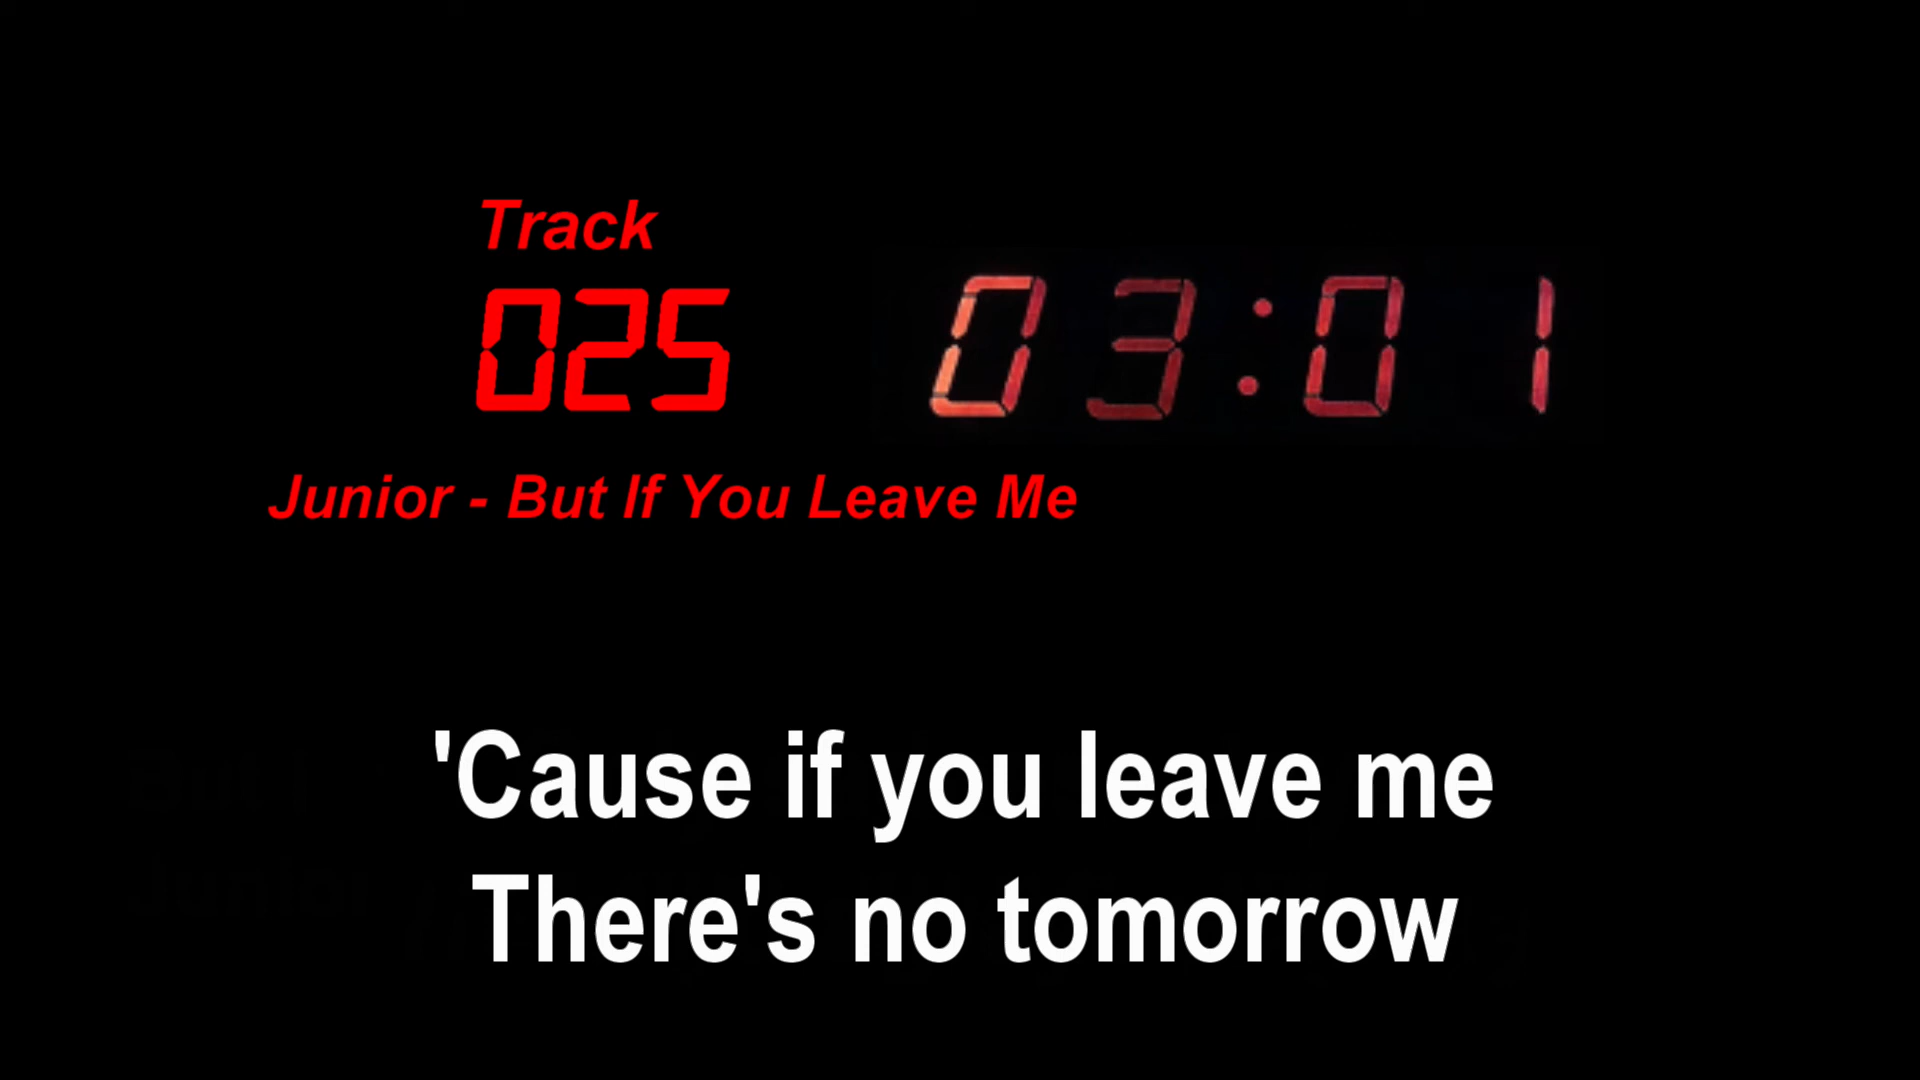 Track
025
03:01
Junior - But If You Leave Me
'Cause if you leave me
There's no tomorrow